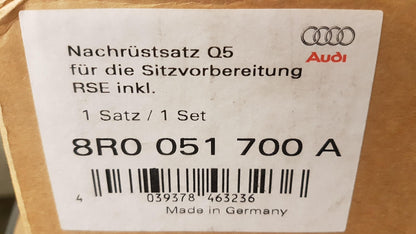 Nachrüstsatz Q5
für die Sitzvorbereitung
RSE inkl.
Audi
1 Satz / 1 Set
8R0 051 700 A
4 039378 463236
Made in Germany